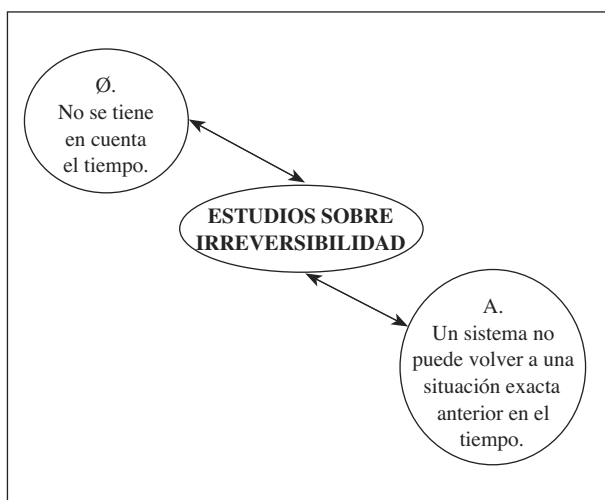 Ø.
No se tiene
en cuenta
el tiempo.
ESTUDIOS SOBRE
IRREVERSIBILIDAD
A.
Un sistema no
puede volver a una
situación exacta
anterior en el
tiempo.